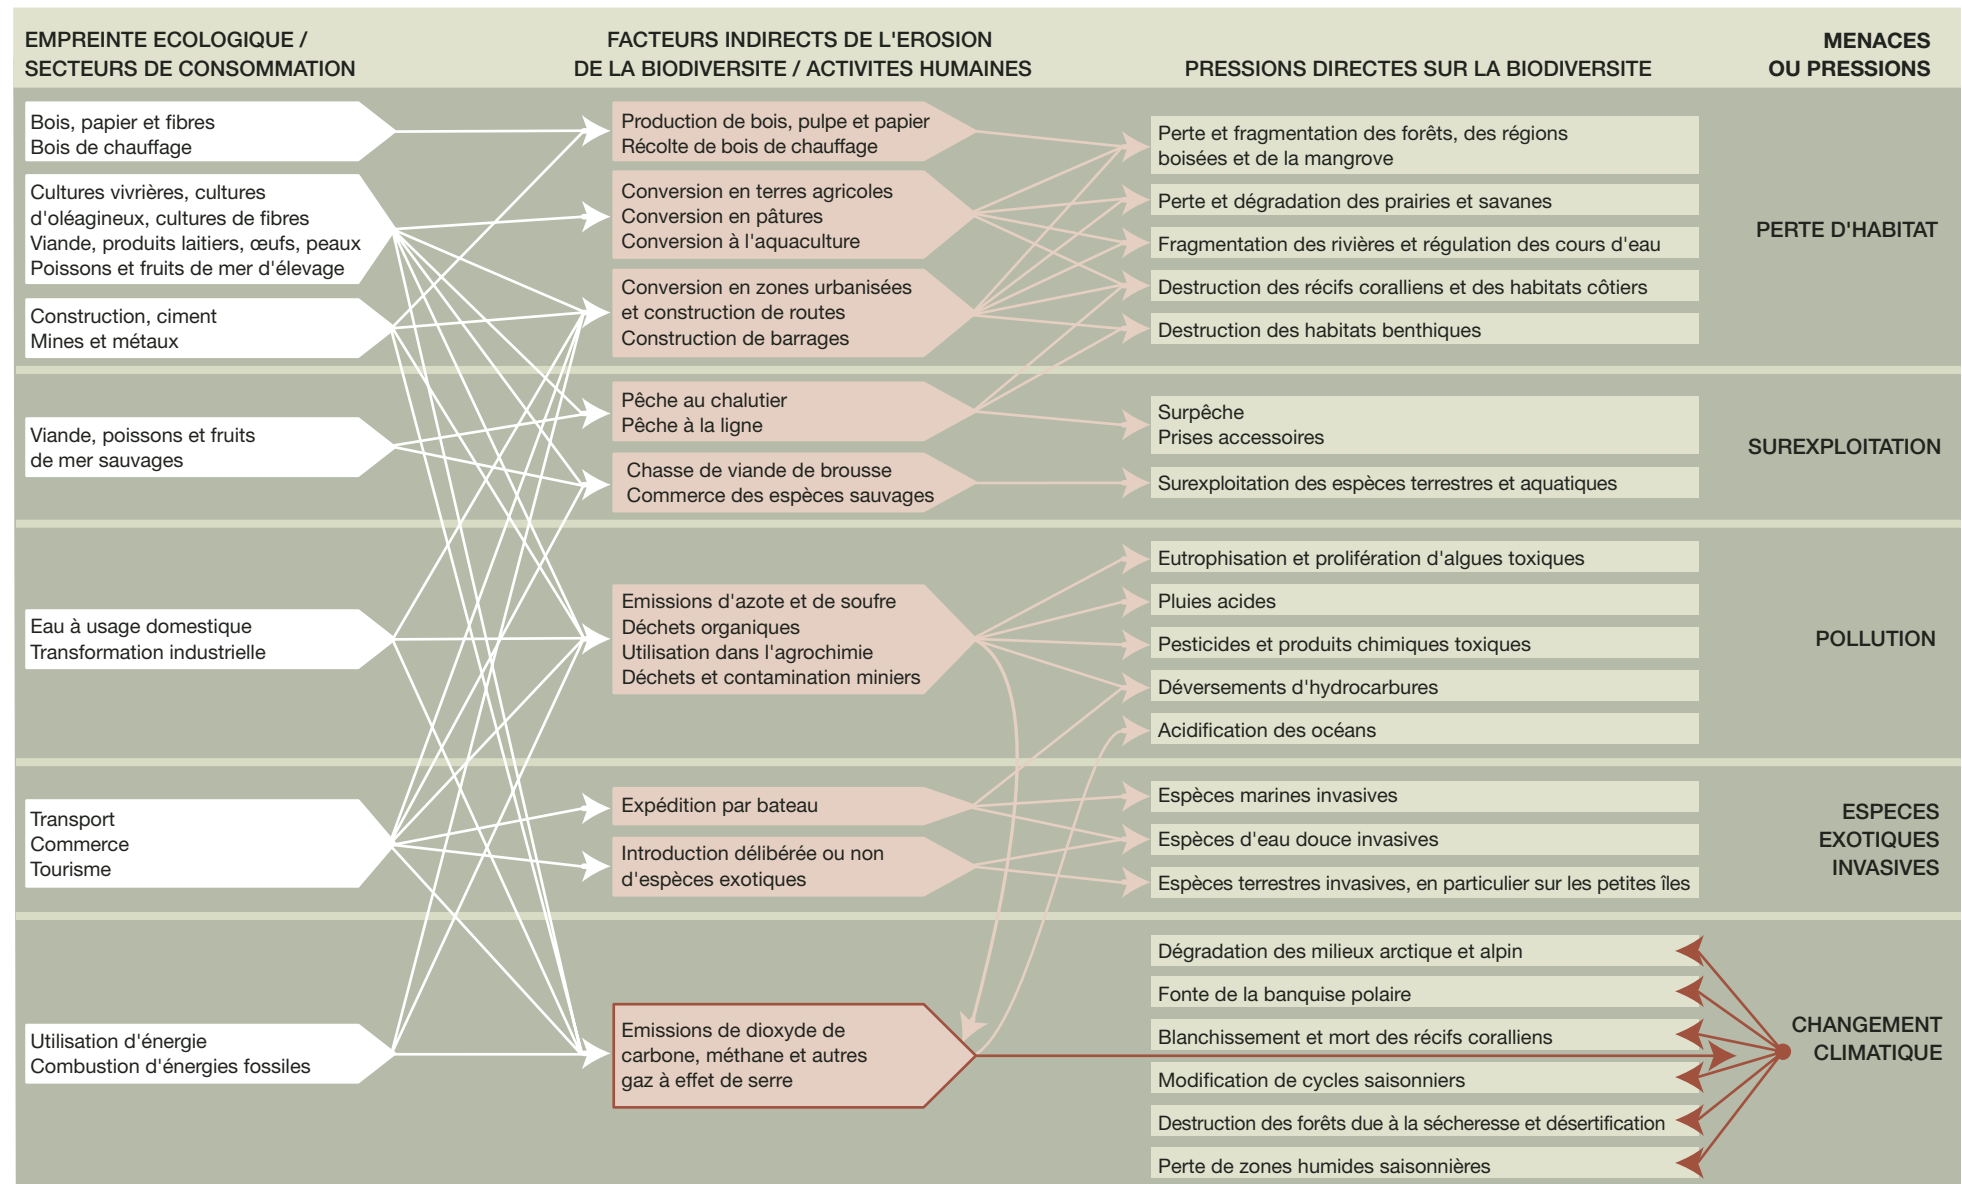 EMPREINTE ECOLOGIQUE /
SECTEURS DE CONSOMMATION
FACTEURS INDIRECTS DE L'EROSION
DE LA BIODIVERSITE / ACTIVITES HUMAINES
PRESSIONS DIRECTES SUR LA BIODIVERSITE
MENACES
OU PRESSIONS
Bois, papier et fibres
Bois de chauffage
Cultures vivrières, cultures
d'oléagineux, cultures de fibres
Viande, produits laitiers, œufs, peaux
Poissons et fruits de mer d'élevage
Construction, ciment
Mines et métaux
Production de bois, pulpe et papier
Récolte de bois de chauffage
Conversion en terres agricoles
Conversion en pâtures
Conversion à l'aquaculture
Conversion en zones urbanisées
et construction de routes
Construction de barrages
Perte et fragmentation des forêts, des régions
boisées et de la mangrove
Perte et dégradation des prairies et savanes
Fragmentation des rivières et régulation des cours d'eau
Destruction des récifs coralliens et des habitats côtiers
Destruction des habitats benthiques
PERTE D'HABITAT
Viande, poissons et fruits
de mer sauvages
Pêche au chalutier
Pêche à la ligne
Chasse de viande de brousse
Commerce des espèces sauvages
Surpêche
Prises accessoires
Surexploitation des espèces terrestres et aquatiques
SUREXPLOITATION
Eau à usage domestique
Transformation industrielle
Emissions d'azote et de soufre
Déchets organiques
Utilisation dans l'agrochimie
Déchets et contamination miniers
Eutrophisation et prolifération d'algues toxiques
Pluies acides
Pesticides et produits chimiques toxiques
Déversements d'hydrocarbures
Acidification des océans
POLLUTION
Transport
Commerce
Tourisme
Expédition par bateau
Introduction délibérée ou non
d'espèces exotiques
Espèces marines invasives
Espèces d'eau douce invasives
Espèces terrestres invasives, en particulier sur les petites îles
ESPECES
EXOTIQUES
INVASIVES
Utilisation d'énergie
Combustion d'énergies fossiles
Emissions de dioxyde de
carbone, méthane et autres
gaz à effet de serre
Dégradation des milieux arctique et alpin
Fonte de la banquise polaire
Blanchissement et mort des récifs coralliens
Modification de cycles saisonniers
Destruction des forêts due à la sécheresse et désertification
Perte de zones humides saisonnières
CHANGEMENT
CLIMATIQUE